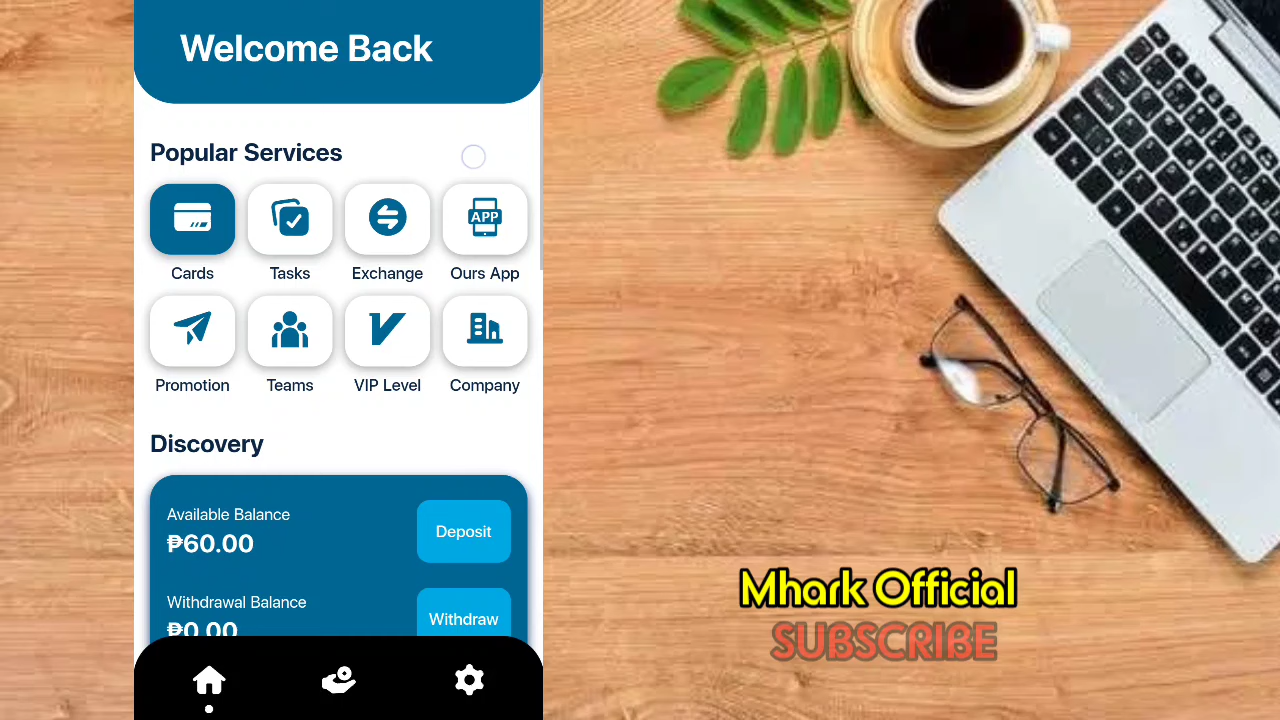 Welcome Back
Popular Services
Cards Tasks Exchange Ours App
APP
Promotion Teams VIP Level Company
Discovery
Available Balance
₱60.00
Deposit
Withdrawal Balance
₱0.00
Withdraw
Mhark Official
SUBSCRIBE